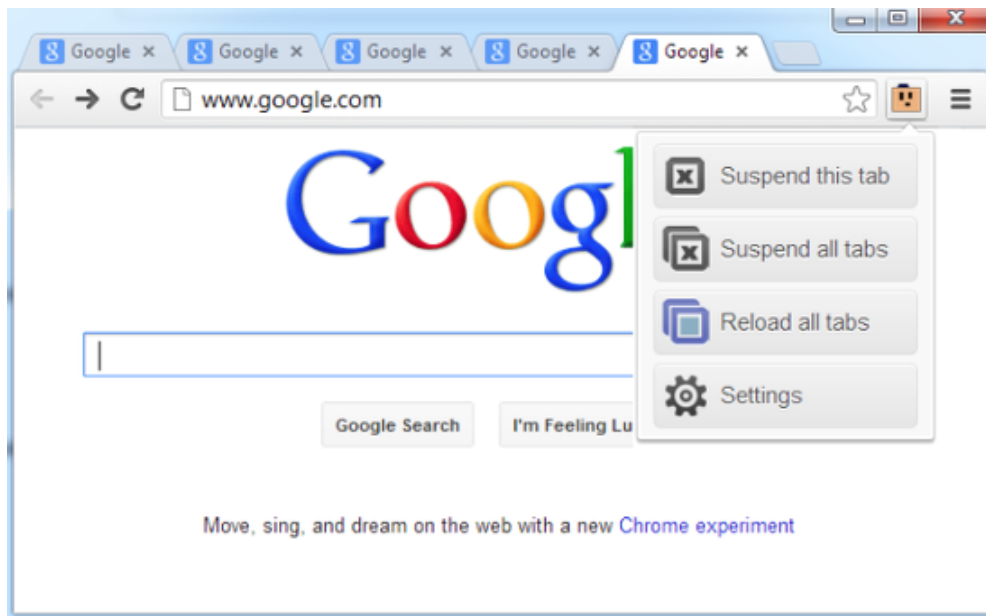 Google Google Google Google Google
www.google.com
Suspend this tab
Suspend all tabs
Reload all tabs
Settings
Googl
Google Search I'm Feeling Lu
Move, sing, and dream on the web with a new Chrome experiment